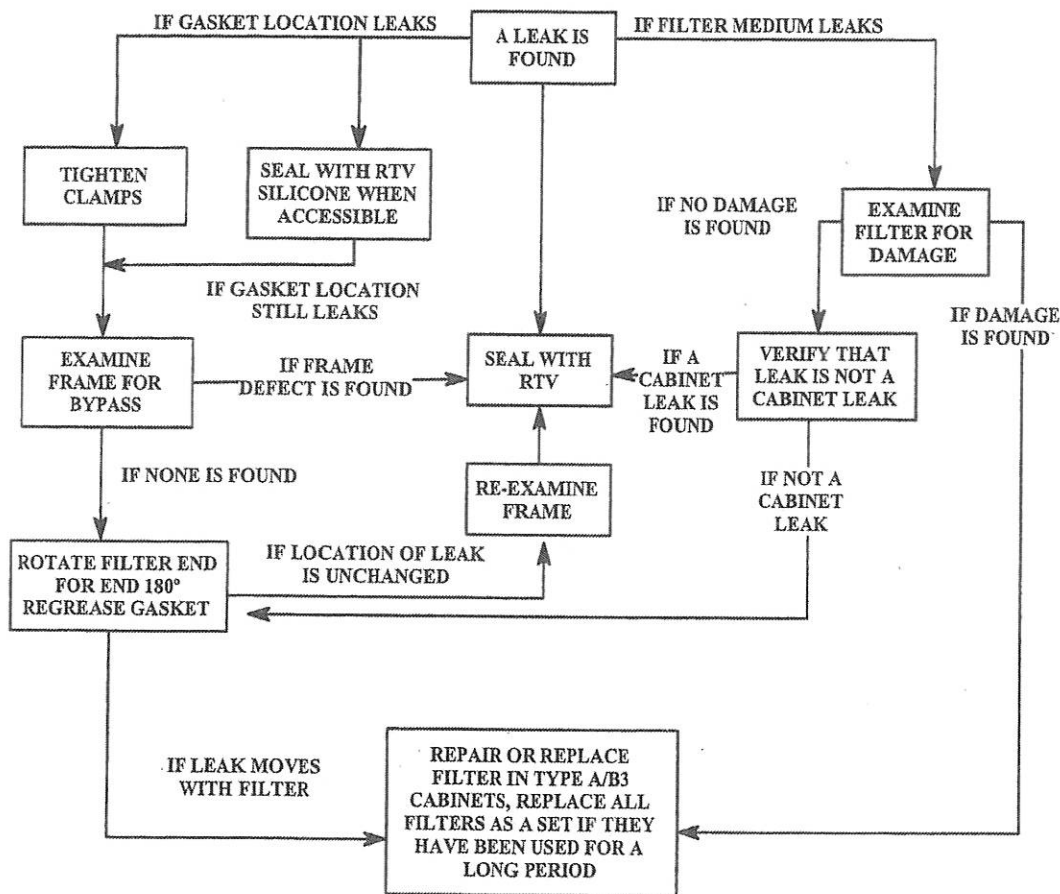 IF GASKET LOCATION LEAKS
A LEAK IS
FOUND
IF FILTER MEDIUM LEAKS
TIGHTEN
CLAMPS
SEAL WITH RTV
SILICONE WHEN
ACCESSIBLE
IF NO DAMAGE
IS FOUND
EXAMINE
FILTER FOR
DAMAGE
IF GASKET LOCATION
STILL LEAKS
IF DAMAGE
IS FOUND
EXAMINE
FRAME FOR
BYPASS
IF FRAME
DEFECT IS FOUND
SEAL WITH
RTV
IF A
CABINET
LEAK IS
FOUND
VERIFY THAT
LEAK IS NOT A
CABINET LEAK
IF NONE IS FOUND
RE-EXAMINE
FRAME
IF NOT A
CABINET
LEAK
ROTATE FILTER END
FOR END 180°
REGREASE GASKET
IF LOCATION OF LEAK
IS UNCHANGED
IF LEAK MOVES
WITH FILTER
REPAIR OR REPLACE
FILTER IN TYPE A/B3
CABINETS, REPLACE ALL
FILTERS AS A SET IF THEY
HAVE BEEN USED FOR A
LONG PERIOD